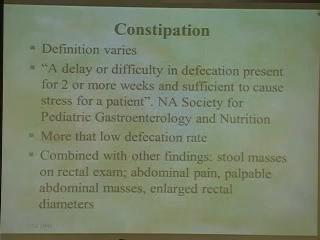 Constipation
Definition varies
“A delay or difficulty in defecation present
for 2 or more weeks and sufficient to cause
stress for a patient”. NA Society for
Pediatric Gastroenterology and Nutrition
More that low defecation rate
Combined with other findings: stool masses
on rectal exam; abdominal pain, palpable
abdominal masses, enlarged rectal
diameters